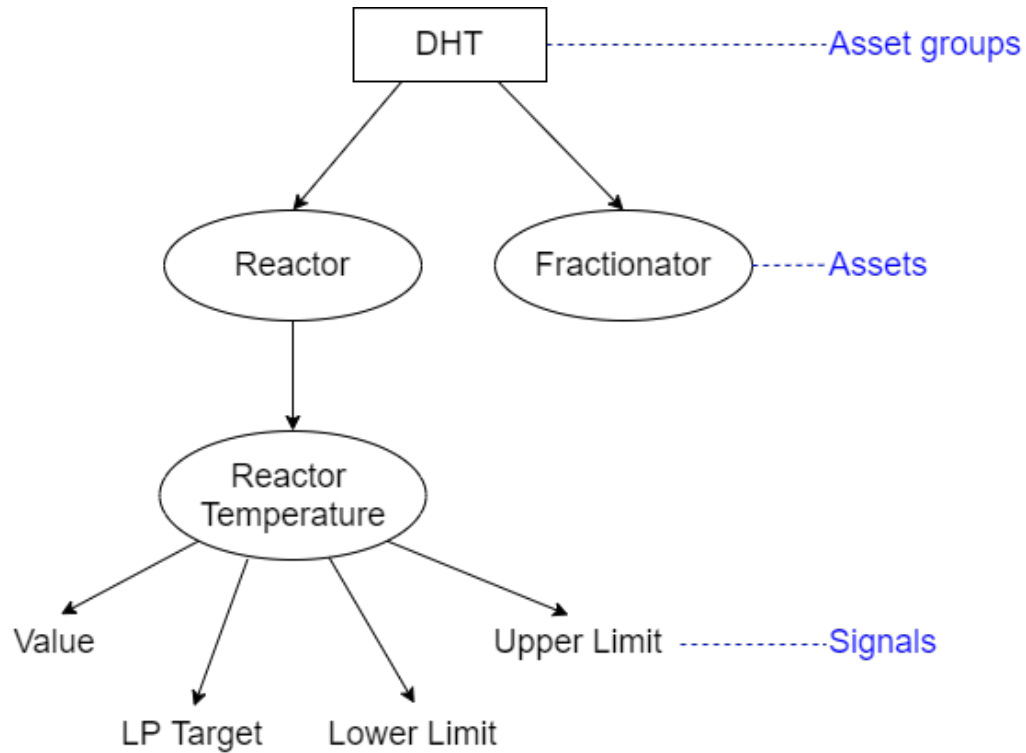 DHT
Asset groups
Reactor
Fractionator
Assets
Reactor
Temperature
Value
Upper Limit
Signals
LP Target
Lower Limit